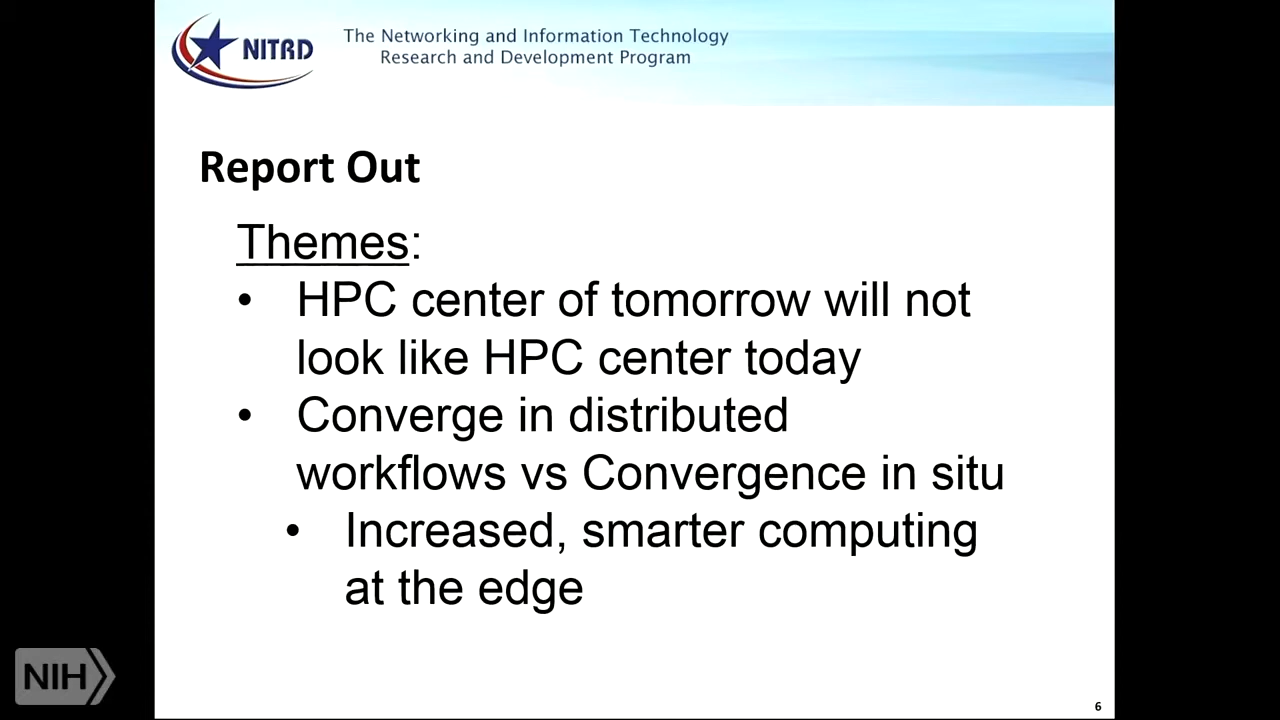 NITRD
The Networking and Information Technology
Research and Development Program
Report Out
Themes:
• HPC center of tomorrow will not
look like HPC center today
• Converge in distributed
workflows vs Convergence in situ
• Increased, smarter computing
at the edge
NIH
6